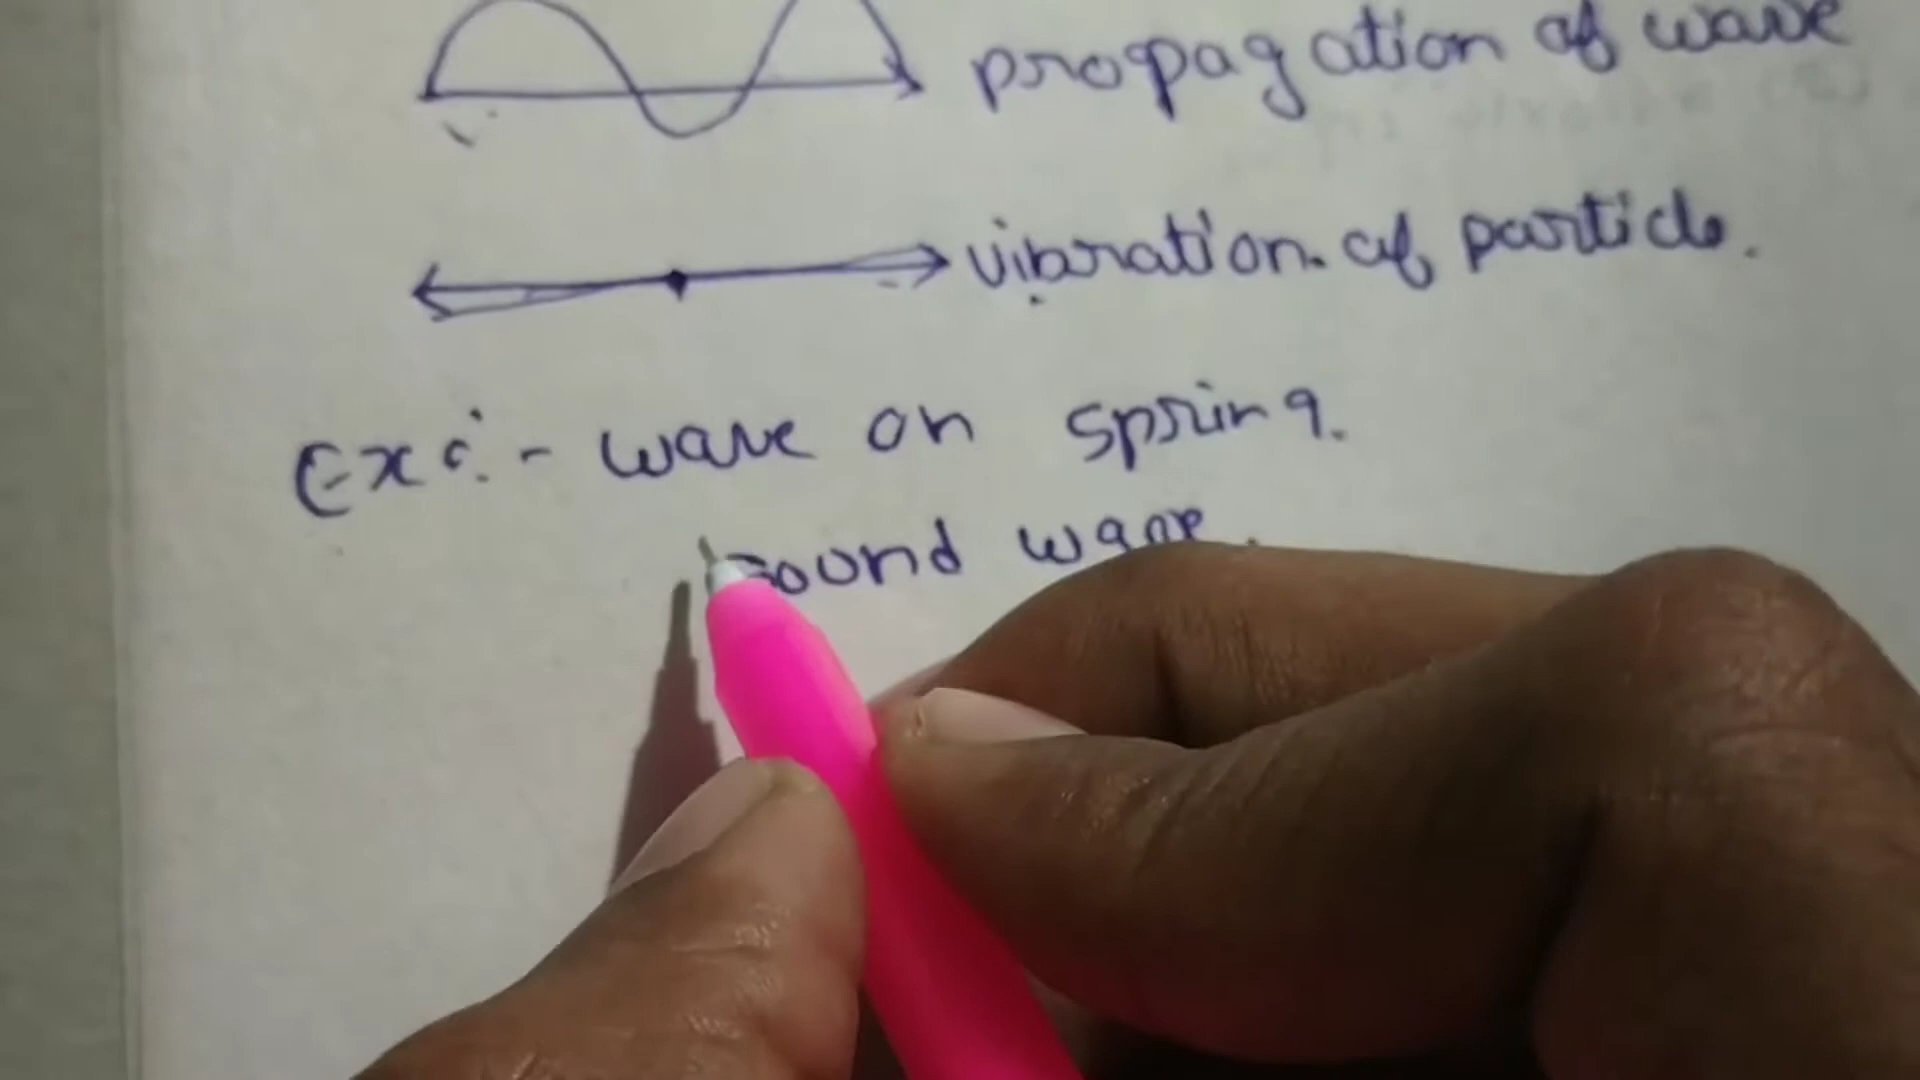 propagation of wave
vibration of particle.
Ex:- wave on spring.
sound wave.